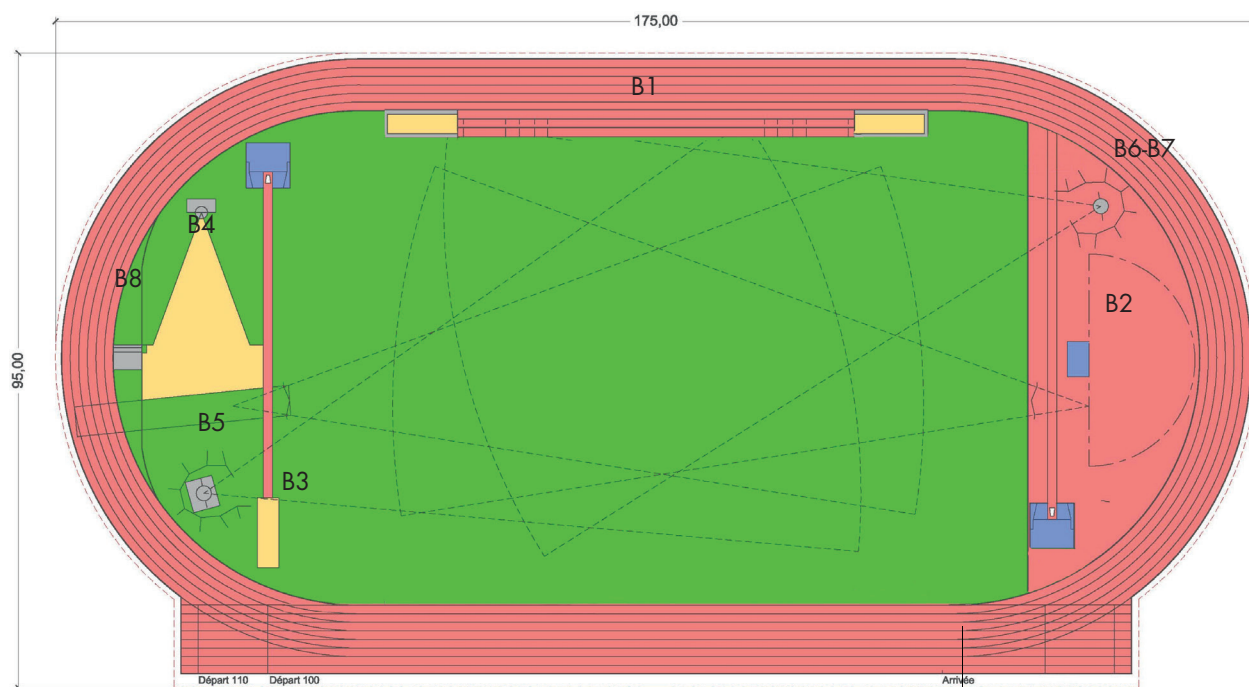 175,00
B1
B6-B7
B4
B8
B2
95,00
B5
B3
Départ 110
Départ 100
Arrivée